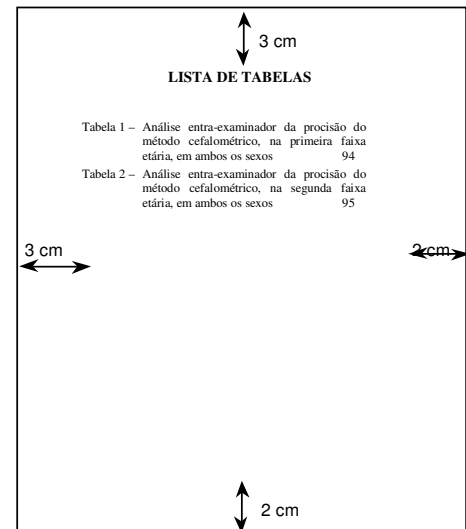 3 cm
LISTA DE TABELAS
Tabela 1 – Análise entra-examinador da procisão do
método cefalométrico, na primeira faixa
etária, em ambos os sexos 94
Tabela 2 – Análise entra-examinador da procisão do
método cefalométrico, na segunda faixa
etária, em ambos os sexos 95
3 cm
2 cm
2 cm